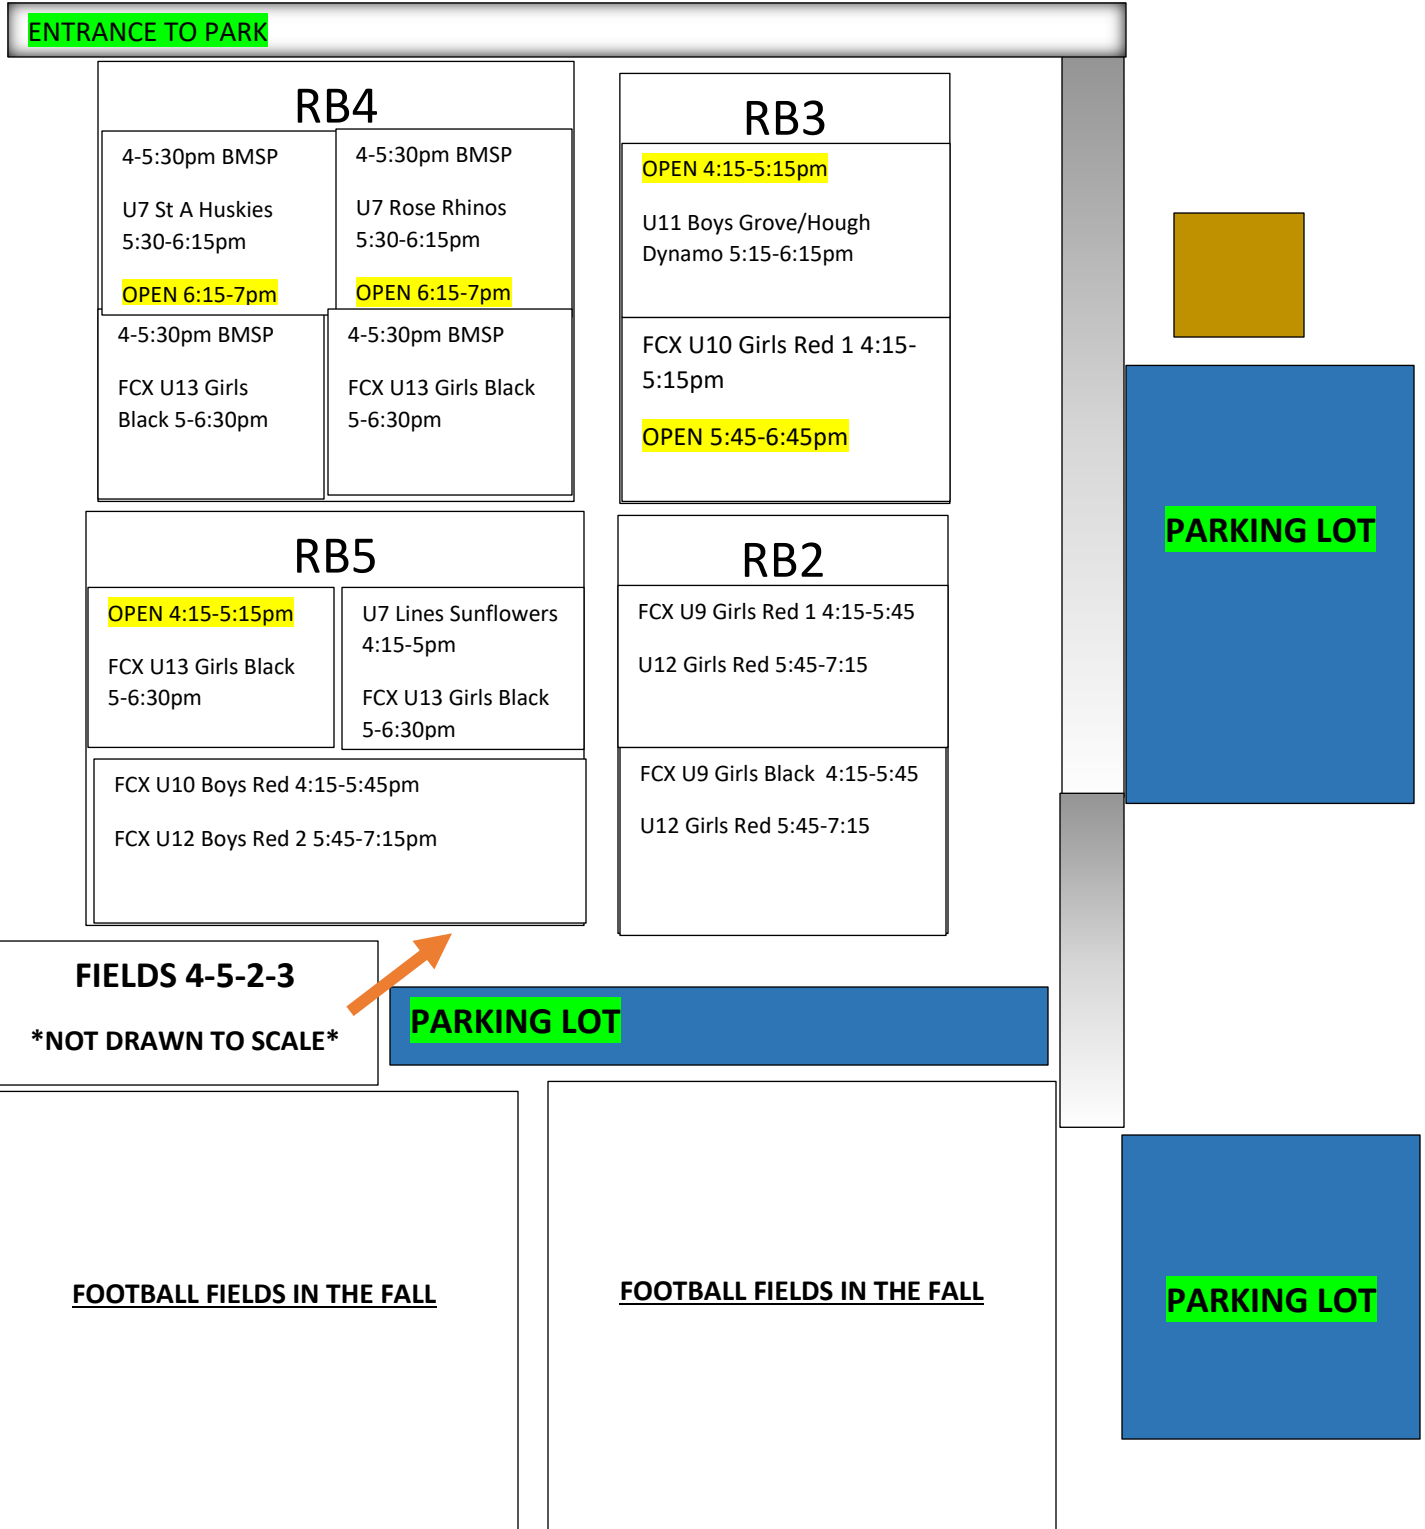 ENTRANCE TO PARK
RB4
4-5:30pm BMSP
U7 St A Huskies
5:30-6:15pm
OPEN 6:15-7pm
4-5:30pm BMSP
U7 Rose Rhinos
5:30-6:15pm
OPEN 6:15-7pm
4-5:30pm BMSP
FCX U13 Girls
Black 5-6:30pm
4-5:30pm BMSP
FCX U13 Girls Black
5-6:30pm
RB3
OPEN 4:15-5:15pm
U11 Boys Grove/Hough
Dynamo 5:15-6:15pm
FCX U10 Girls Red 1 4:15-
5:15pm
OPEN 5:45-6:45pm
RB5
OPEN 4:15-5:15pm
FCX U13 Girls Black
5-6:30pm
U7 Lines Sunflowers
4:15-5pm
FCX U13 Girls Black
5-6:30pm
FCX U10 Boys Red 4:15-5:45pm
FCX U12 Boys Red 2 5:45-7:15pm
RB2
FCX U9 Girls Red 1 4:15-5:45
U12 Girls Red 5:45-7:15
FCX U9 Girls Black 4:15-5:45
U12 Girls Red 5:45-7:15
PARKING LOT
FIELDS 4-5-2-3
*NOT DRAWN TO SCALE*
PARKING LOT
FOOTBALL FIELDS IN THE FALL
FOOTBALL FIELDS IN THE FALL
PARKING LOT